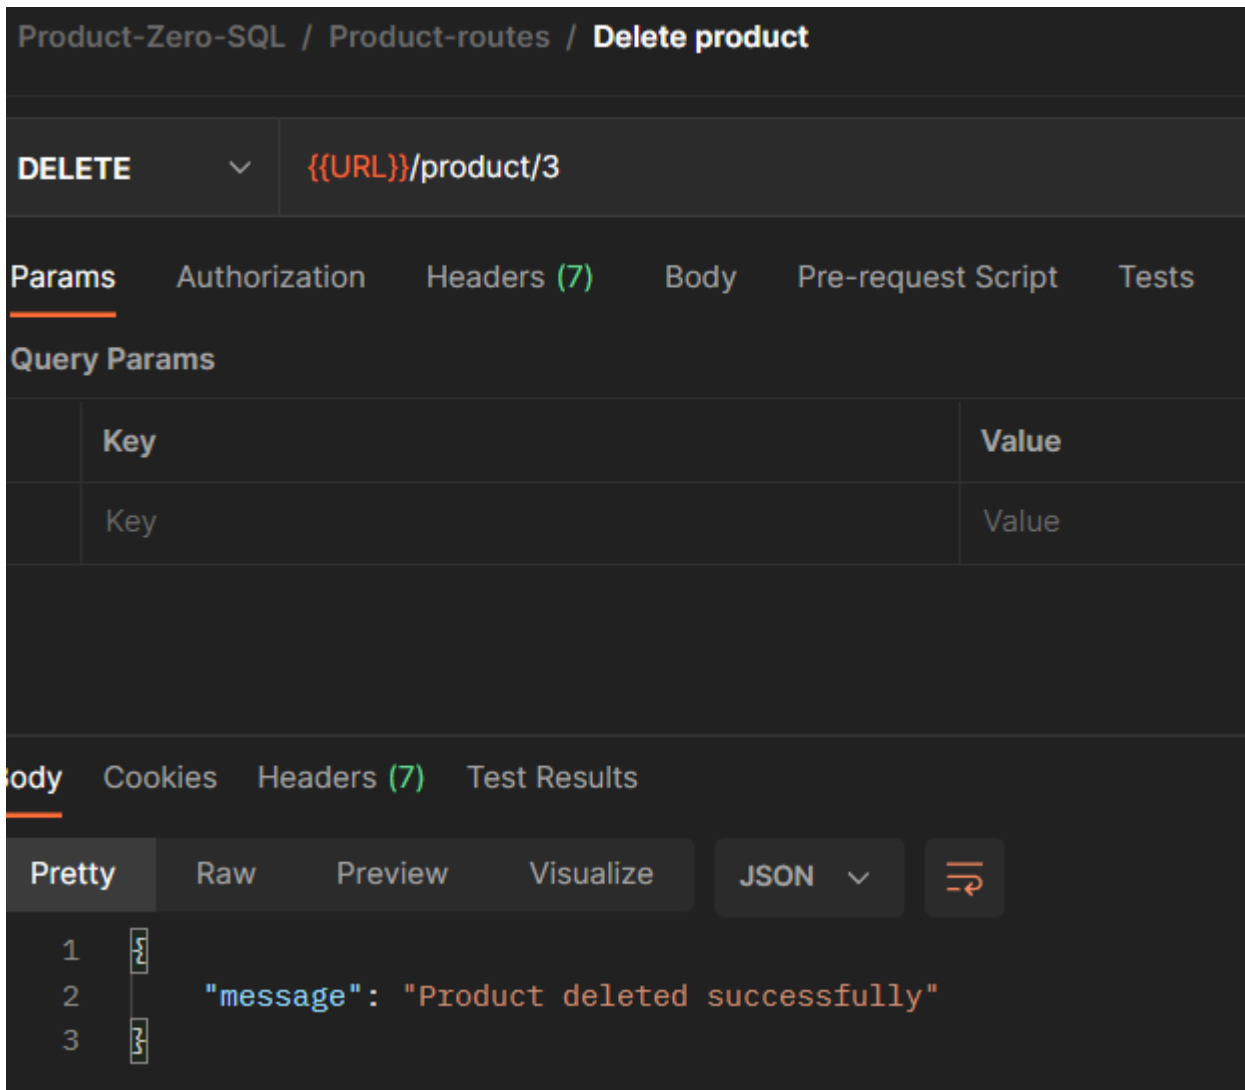 Product-Zero-SQL / Product-routes / Delete product
DELETE {{URL}}/product/3
Params Authorization Headers (7) Body Pre-request Script Tests
Query Params
Key Value
Key Value
Body Cookies Headers (7) Test Results
Pretty Raw Preview Visualize JSON
1 {
2 "message": "Product deleted successfully"
3 }